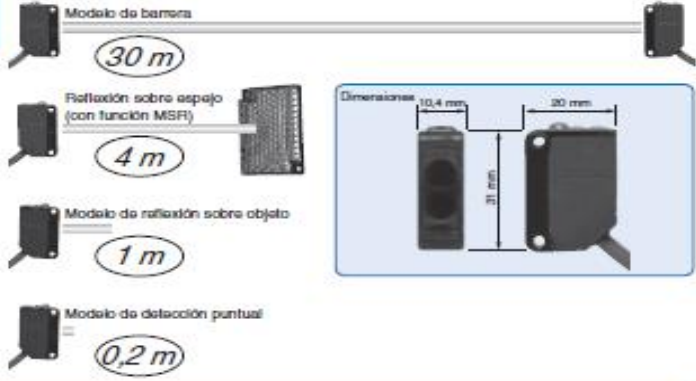 Modelo de barrera
30 m
Reflexión sobre espejo
(con función MSR)
4 m
Modelo de reflexión sobre objeto
1 m
Modelo de detección puntual
0,2 m
Dimensiones
10,4 mm
20 mm
31 mm